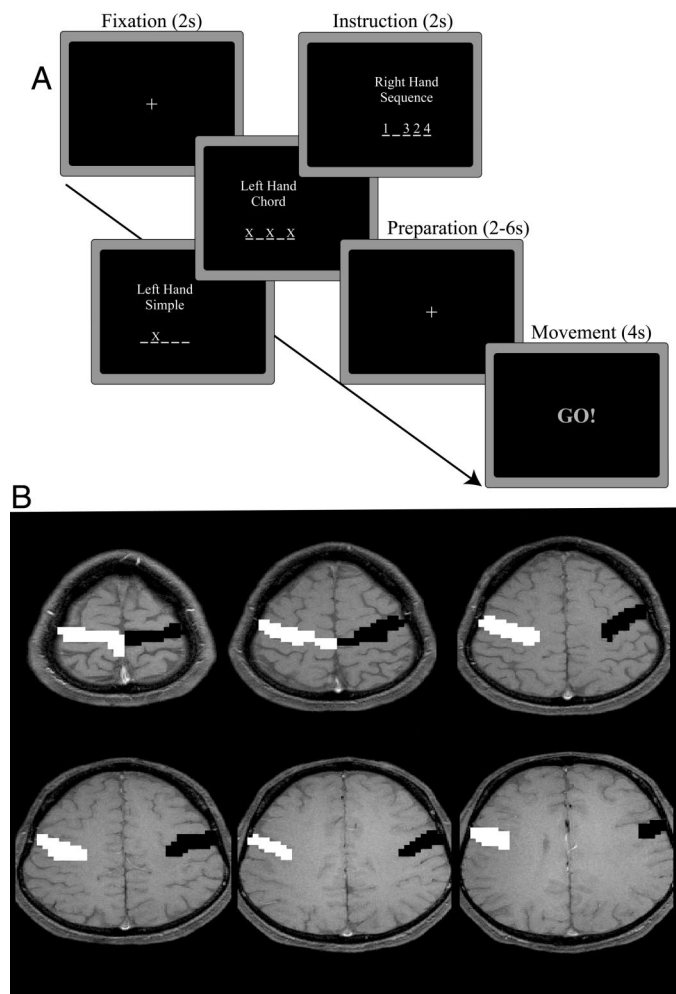 Fixation (2s)
Instruction (2s)
A
+
Right Hand
Sequence
1 _ 3 2 4
Left Hand
Chord
X _ X _ X
Preparation (2-6s)
Left Hand
Simple
_ X _ _ _
+
Movement (4s)
GO!
B